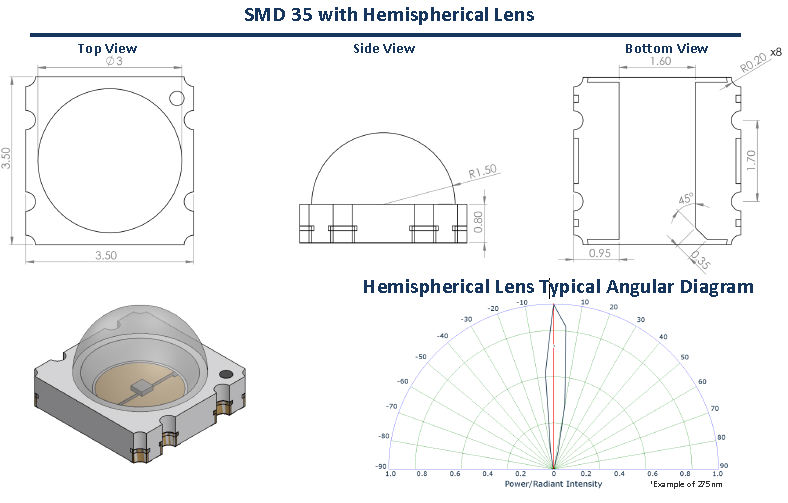 SMD 35 with Hemispherical Lens
Top View
Side View
Bottom View
Ø3
1.60
R0.20 x8
3.50
3.50
R1.50
0.80
1.70
45°
0.95
0.35
Hemispherical Lens Typical Angular Diagram
-10 10
-20 20
-30 30
-40 40
-50 50
-60 60
-70 70
-80 80
-90 90
1.0 0.8 0.6 0.4 0.2 0 0.2 0.4 0.6 0.8 1.0
Power/Radiant Intensity
*Example of 275nm